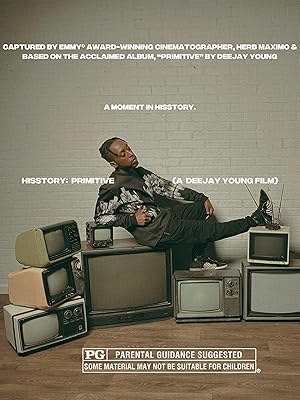 CAPTURED BY EMMY® AWARD-WINNING CINEMATOGRAPHER, HERB MAXIMO &
BASED ON THE ACCLAIMED ALBUM, "PRIMITIVE" BY DEEJAY YOUNG
A MOMENT IN HISSTORY.
HISSTORY: PRIMITIVE (A DEEJAY YOUNG FILM)
PG PARENTAL GUIDANCE SUGGESTED
SOME MATERIAL MAY NOT BE SUITABLE FOR CHILDREN ®